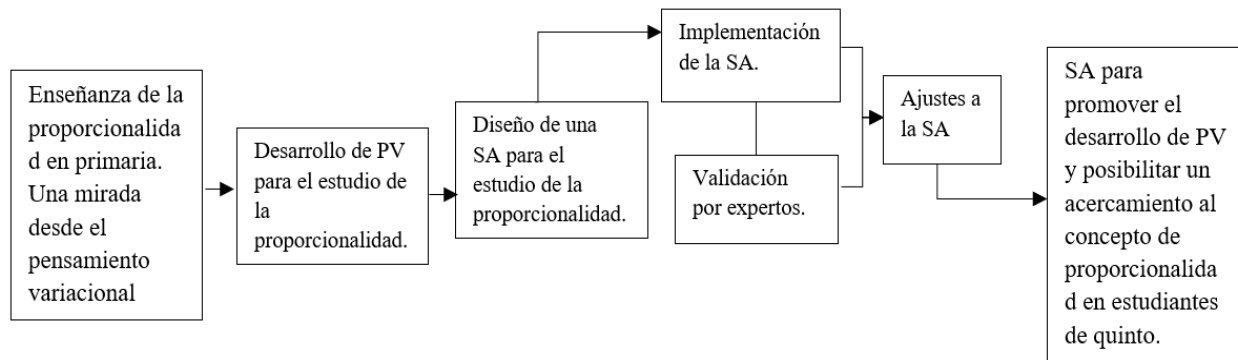 Enseñanza de la
proporcionalida
d en primaria.
Una mirada
desde el
pensamiento
variacional
Desarrollo de PV
para el estudio de
la
proporcionalidad.
Diseño de una
SA para el
estudio de la
proporcionalidad.
Implementación
de la SA.
Validación
por expertos.
Ajustes a
la SA
SA para
promover el
desarrollo de PV
y posibilitar un
acercamiento al
concepto de
proporcionalida
d en estudiantes
de quinto.